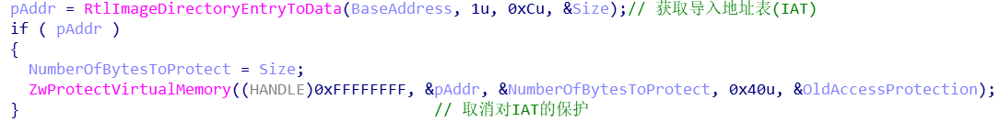 pAddr = RtlImageDirectoryEntryToData(BaseAddress, 1u, 0xCu, &Size);// 获取导入地址表(IAT)
if ( pAddr )
{
  NumberOfBytesToProtect = Size;
  ZwProtectVirtualMemory((HANDLE)0xFFFFFFFF, &pAddr, &NumberOfBytesToProtect, 0x40u, &OldAccessProtection);
} // 取消对IAT的保护